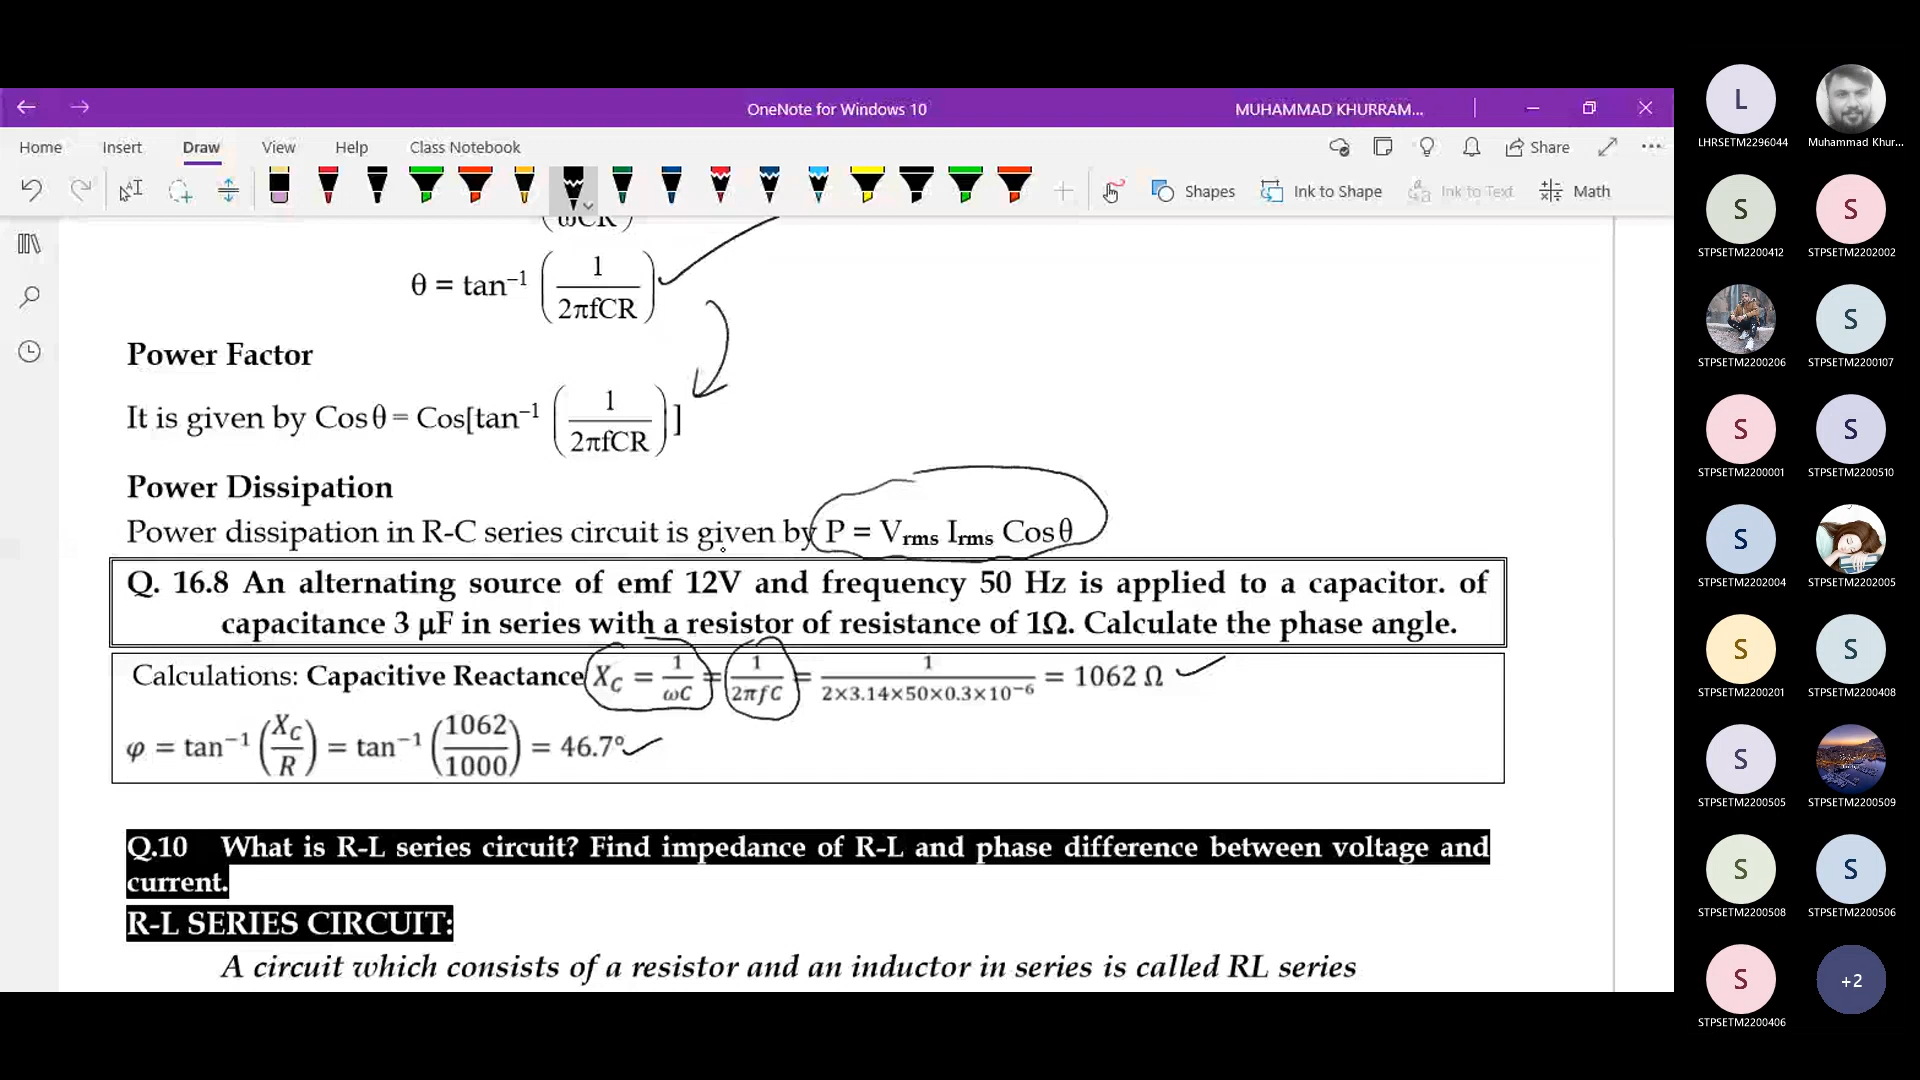 OneNote for Windows 10
MUHAMMAD KHURRAM...
Home Insert Draw View Help Class Notebook
Share
Shapes Ink to Shape Ink to Text Math
(ωCR)
θ = tan⁻¹ (1/2πfCR)
Power Factor
It is given by Cosθ = Cos[tan⁻¹ (1/2πfCR)]
Power Dissipation
Power dissipation in R-C series circuit is given by P = Vrms Irms Cosθ
Q. 16.8 An alternating source of emf 12V and frequency 50 Hz is applied to a capacitor. of
capacitance 3 μF in series with a resistor of resistance of 1Ω. Calculate the phase angle.
Calculations: Capacitive Reactance X_C = 1/ωC = 1/2πfC = 1/2×3.14×50×0.3×10⁻⁶ = 1062 Ω
φ = tan⁻¹ (X_C/R) = tan⁻¹ (1062/1000) = 46.7°
Q.10 What is R-L series circuit? Find impedance of R-L and phase difference between voltage and
current.
R-L SERIES CIRCUIT:
A circuit which consists of a resistor and an inductor in series is called RL series
L
LHRSETM2296044 Muhammad Khur...
S S
STPSETM2200412 STPSETM2202002
S
STPSETM2200206 STPSETM2200107
S S
STPSETM2200001 STPSETM2200510
S
STPSETM2202004 STPSETM2202005
S S
STPSETM2200201 STPSETM2200408
S
STPSETM2200505 STPSETM2200509
S S
STPSETM2200508 STPSETM2200506
S +2
STPSETM2200406